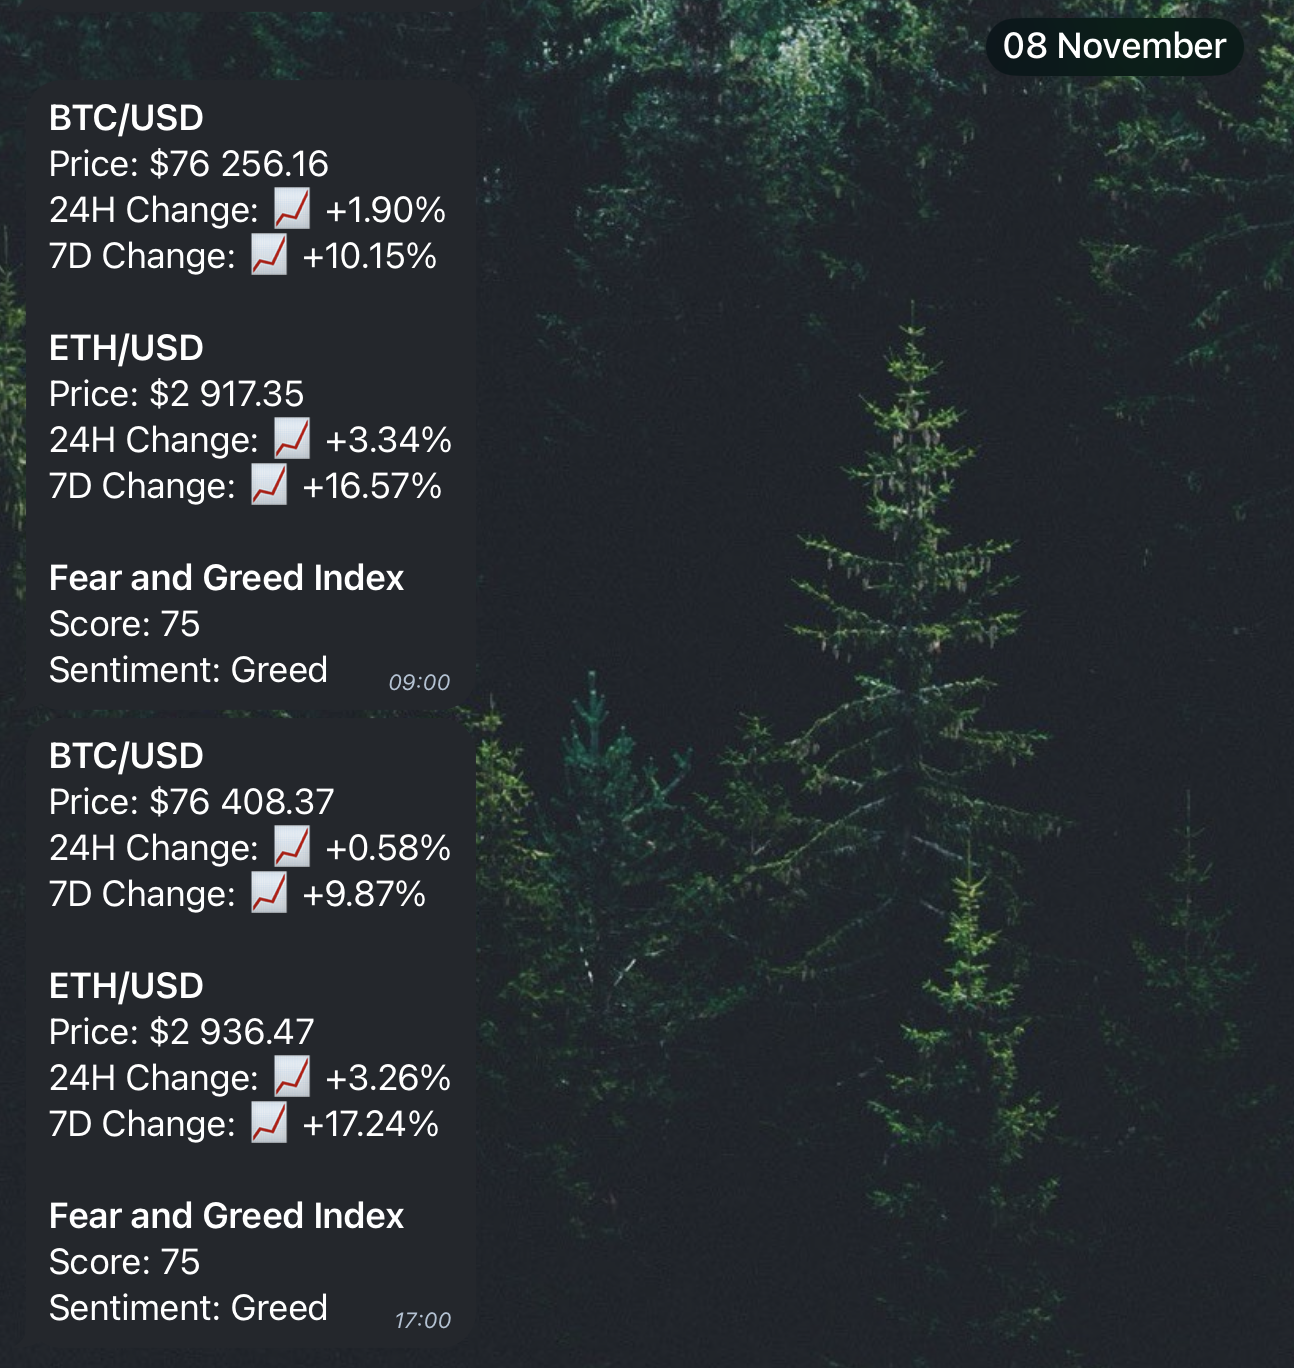 08 November
BTC/USD
Price: $76 256.16
24H Change: 📈 +1.90%
7D Change: 📈 +10.15%
ETH/USD
Price: $2 917.35
24H Change: 📈 +3.34%
7D Change: 📈 +16.57%
Fear and Greed Index
Score: 75
Sentiment: Greed
09:00
BTC/USD
Price: $76 408.37
24H Change: 📈 +0.58%
7D Change: 📈 +9.87%
ETH/USD
Price: $2 936.47
24H Change: 📈 +3.26%
7D Change: 📈 +17.24%
Fear and Greed Index
Score: 75
Sentiment: Greed
17:00